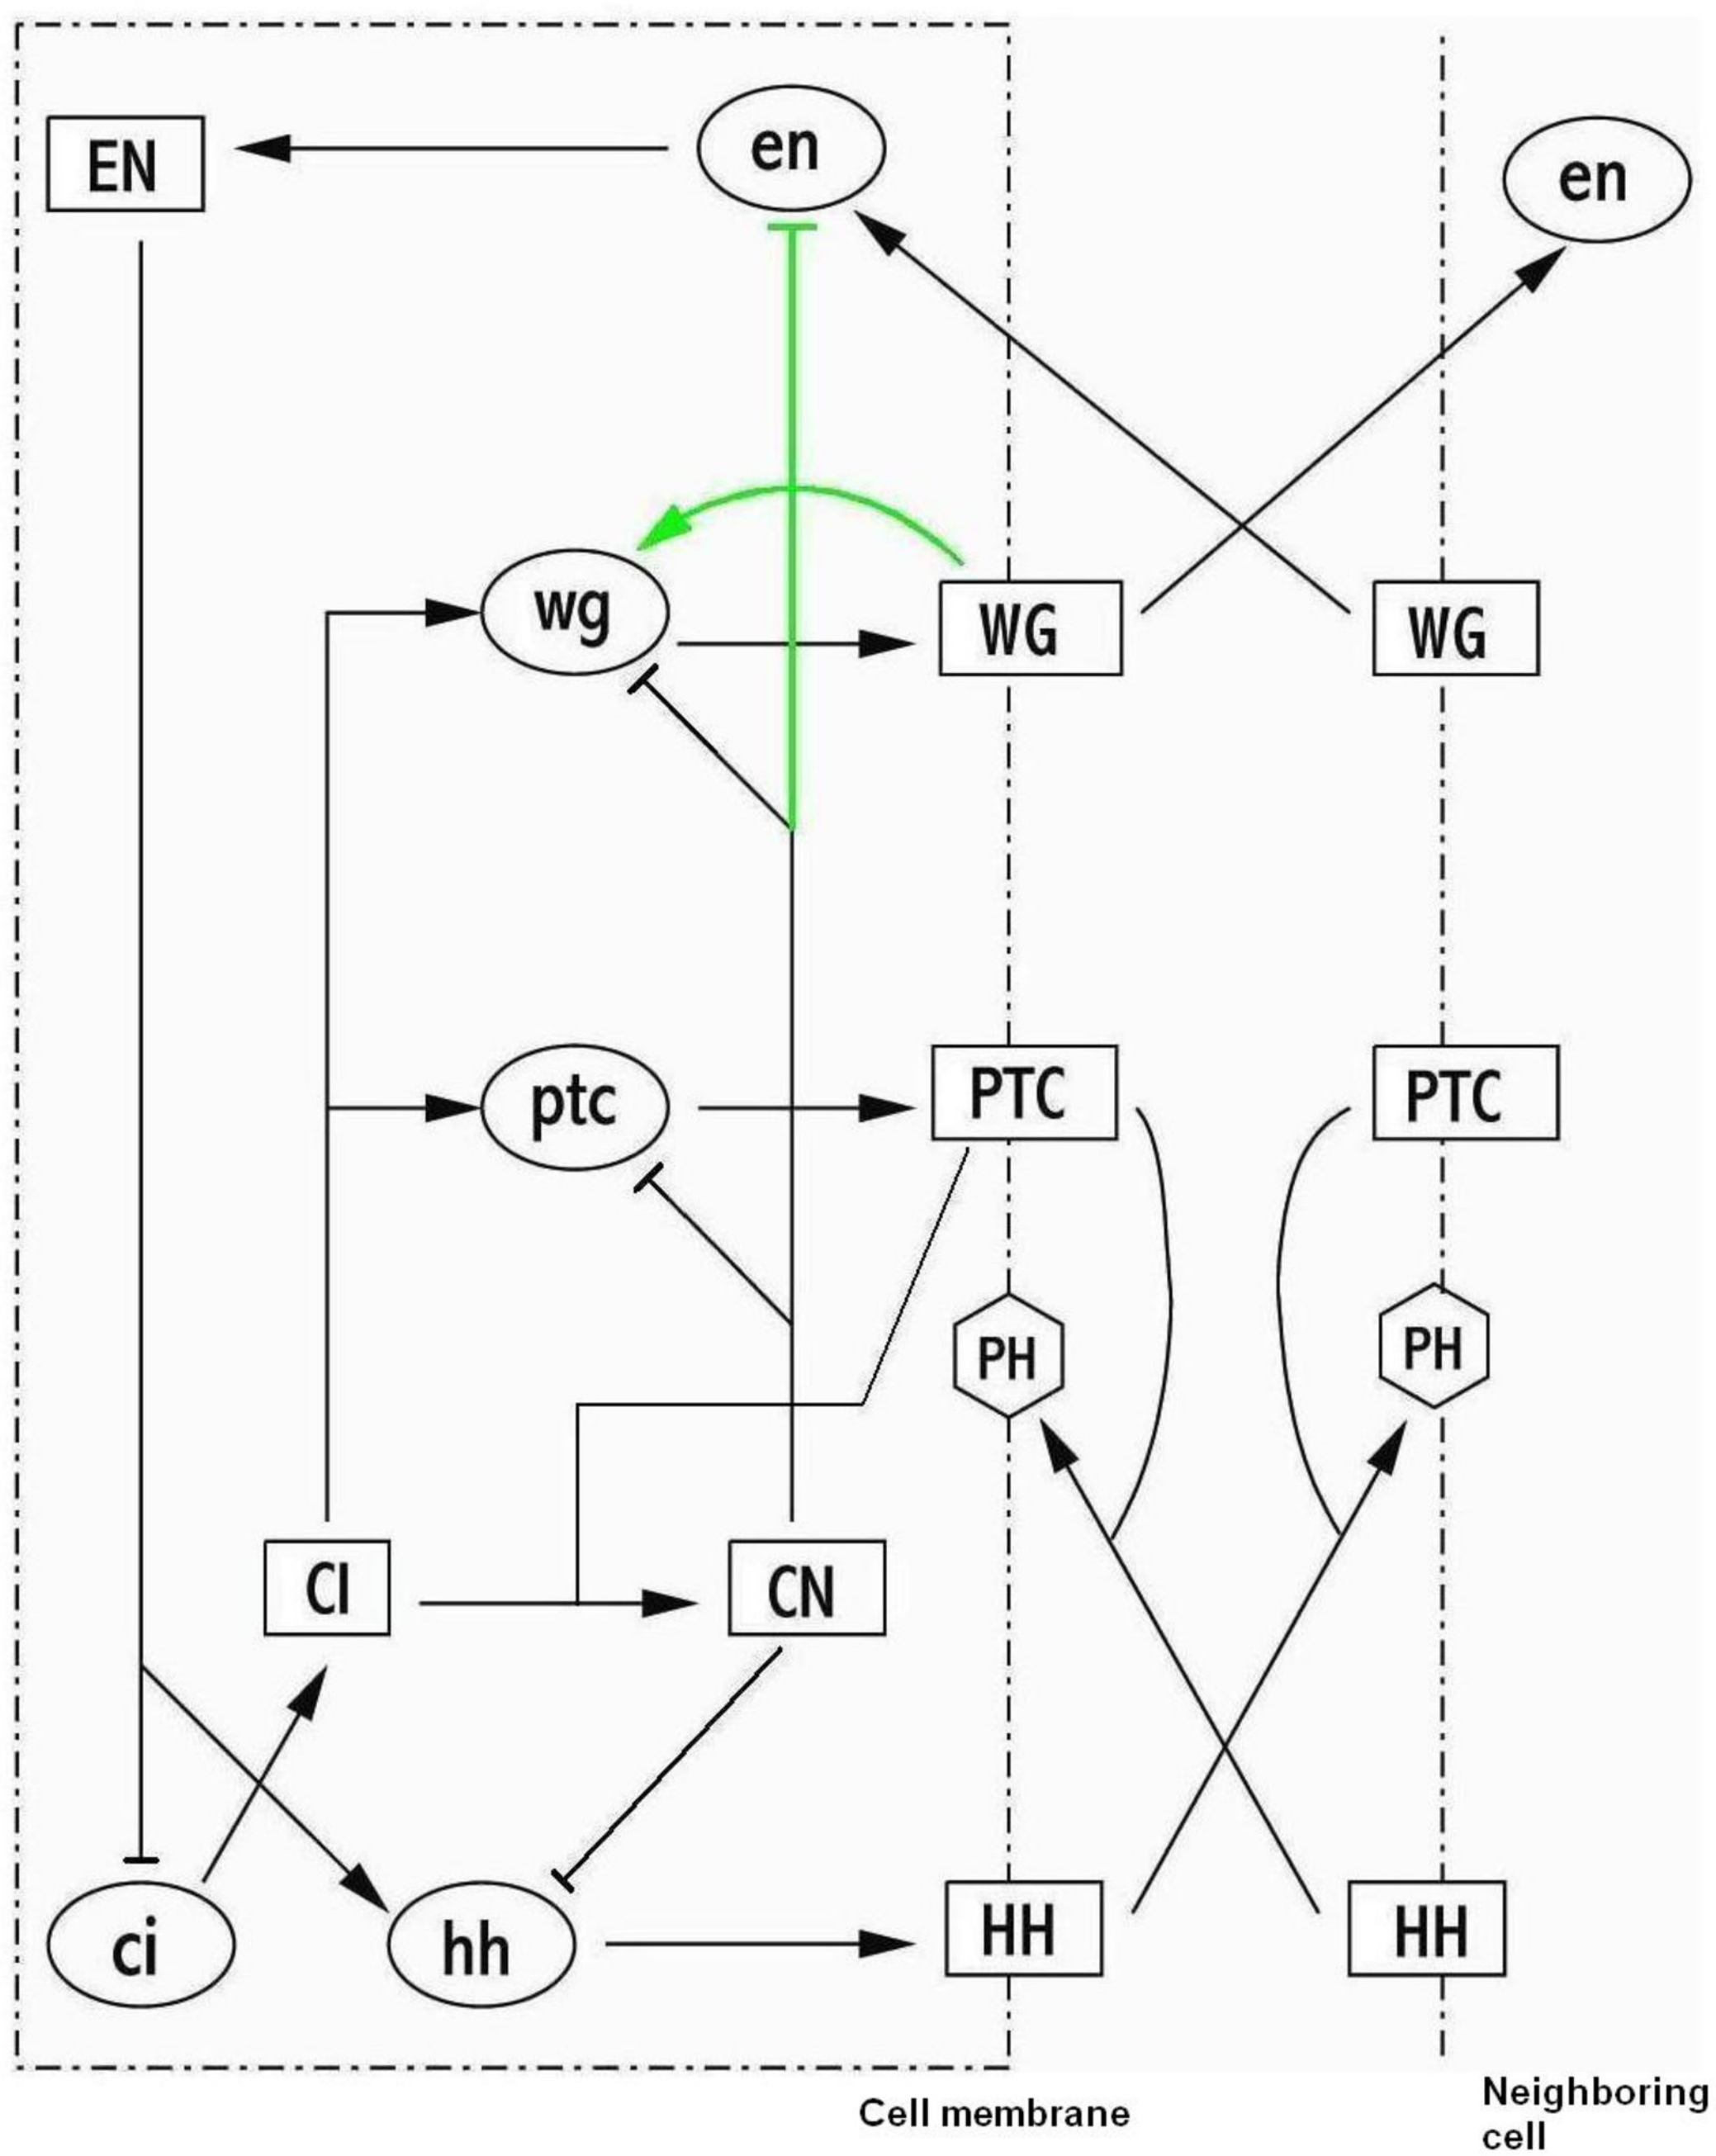 EN
en
en
wg
WG
WG
ptc
PTC
PTC
PH
PH
CI
CN
ci
hh
HH
HH
Cell membrane
Neighboring
cell